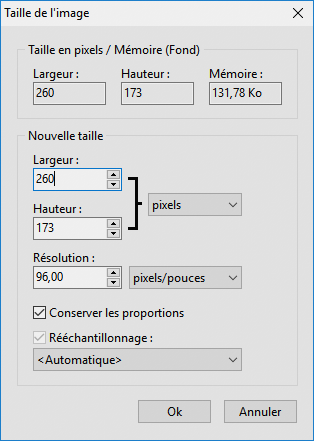 Taille de l'image
Taille en pixels / Mémoire (Fond)
Largeur : Hauteur : Mémoire :
260 173 131,78 Ko
Nouvelle taille
Largeur :
260
pixels
Hauteur :
173
Résolution :
96,00 pixels/pouces
Conserver les proportions
Rééchantillonnage :
<Automatique>
Ok Annuler